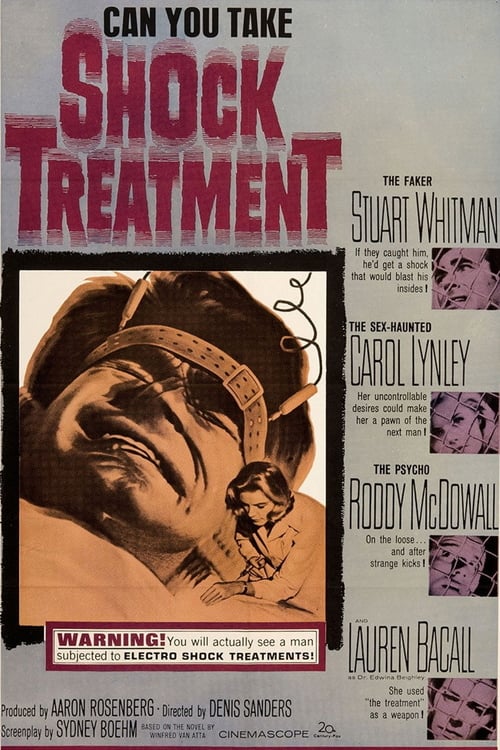 CAN YOU TAKE
SHOCK
TREATMENT
THE FAKER
STUART WHITMAN
If they caught him,
he'd get a shock
that would blast his
insides!
THE SEX-HAUNTED
CAROL LYNLEY
Her uncontrollable
desires could make
her a pawn of the
next man!
THE PSYCHO
RODDY McDOWALL
On the loose...
and after
strange kicks!
AND
LAUREN BACALL
as Dr. Edwina Beighley
She used
"the treatment"
as a weapon!
WARNING! You will actually see a man
subjected to ELECTRO SHOCK TREATMENTS!
Produced by AARON ROSENBERG · Directed by DENIS SANDERS
Screenplay by SYDNEY BOEHM BASED ON THE NOVEL BY
WINFRED VAN ATTA
CINEMASCOPE 20
Century-Fox